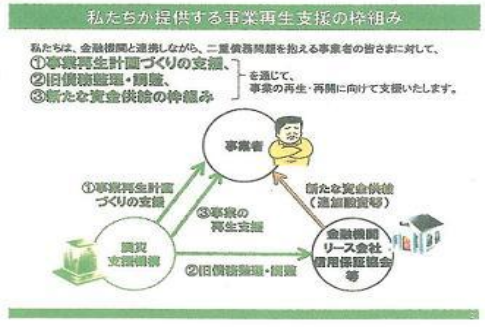 私たちが提供する事業再生支援の枠組み
私たちは、金融機関と連携しながら、二重債務問題を抱える事業者の皆さまに対して、
①事業再生計画づくりの支援、
②旧債務整理・調整、
③新たな資金供給の枠組み
を通じて、
事業の再生・再開に向けて支援いたします。
事業者
①事業再生計画
づくりの支援
③事業の
再生支援
新たな資金供給
（追加融資等）
震災
支援機構
②旧債務整理・調整
金融機関
リース会社
信用保証協会
等